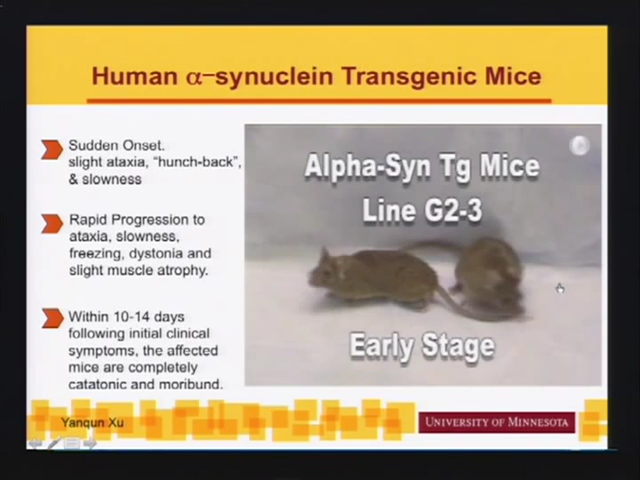 Human α–synuclein Transgenic Mice
Sudden Onset.
slight ataxia, “hunch-back”,
& slowness
Rapid Progression to
ataxia, slowness,
freezing, dystonia and
slight muscle atrophy.
Within 10-14 days
following initial clinical
symptoms, the affected
mice are completely
catatonic and moribund.
Alpha-Syn Tg Mice
Line G2-3
Early Stage
Yanqun Xu
UNIVERSITY OF MINNESOTA